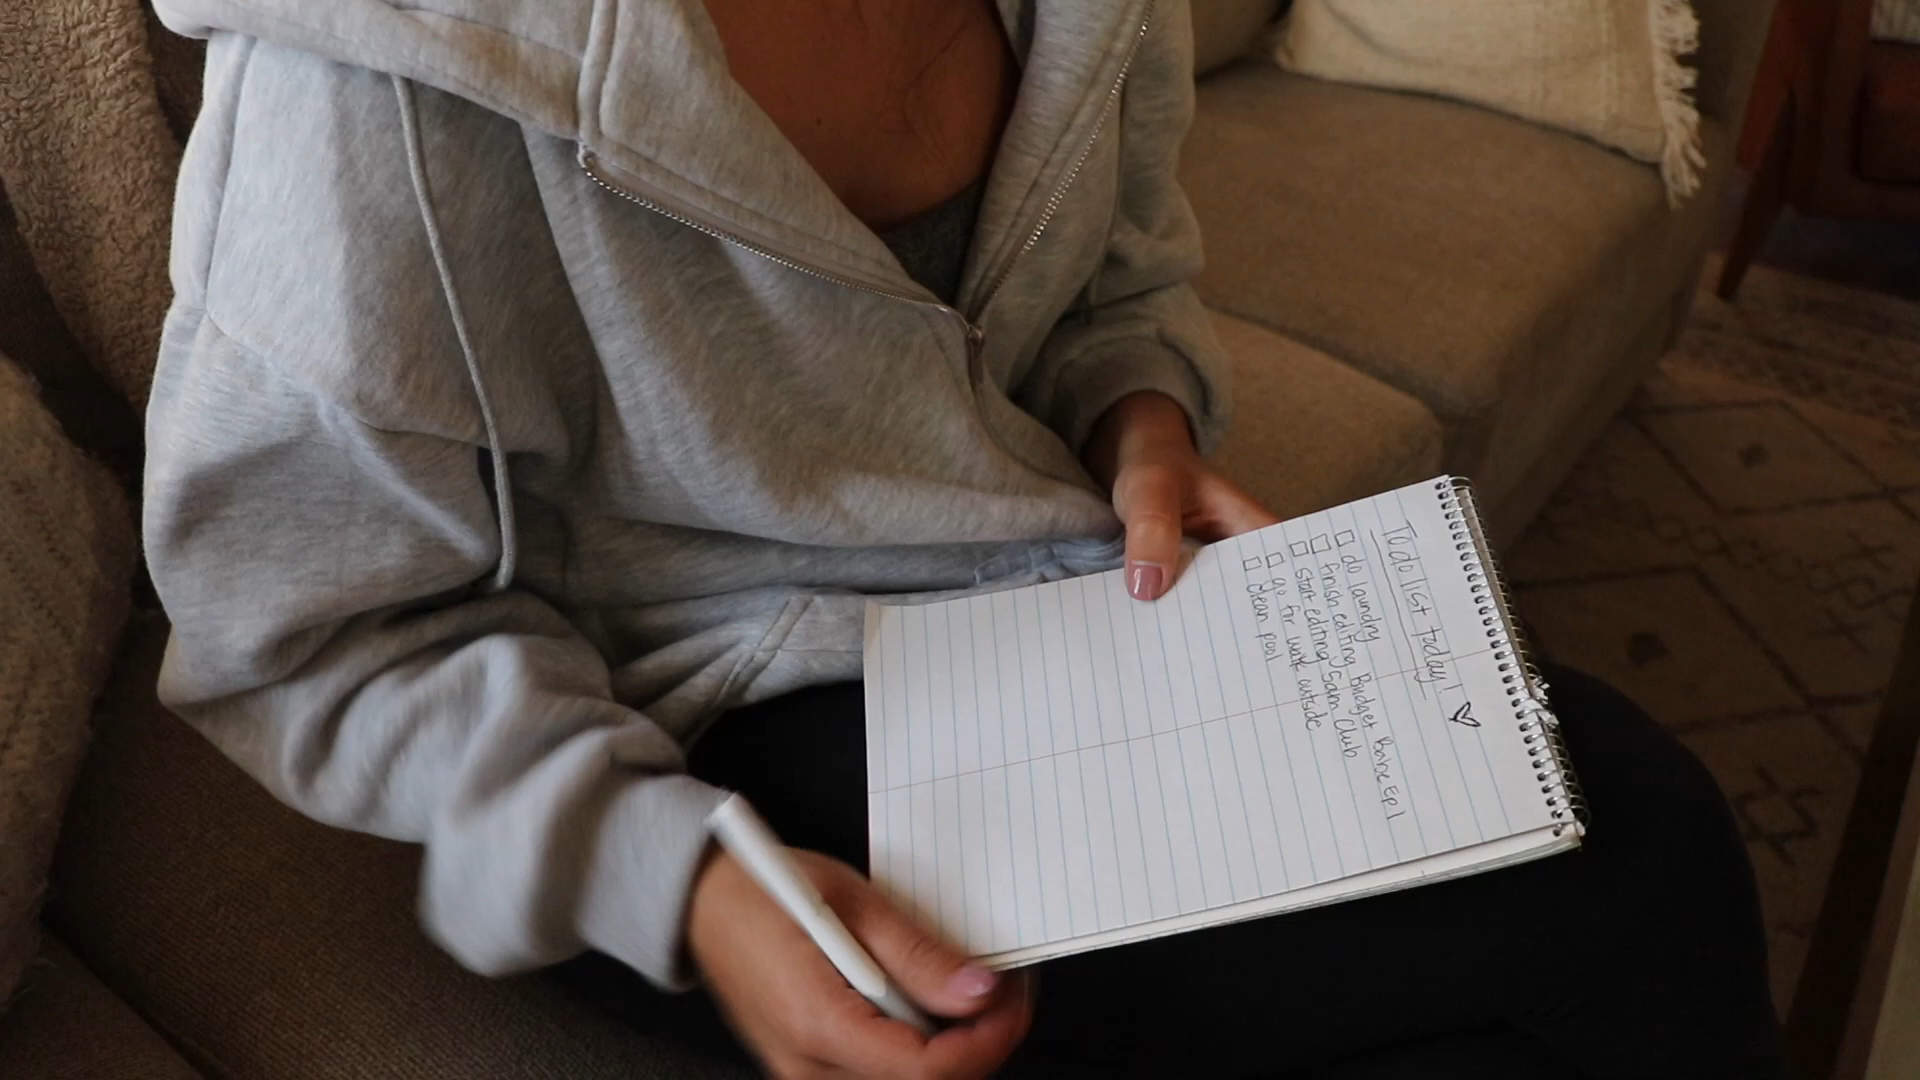 To do list today!
do laundry
finish editing Budget Babe Ep 1
start editing Sam Club
go for walk outside
clean pool